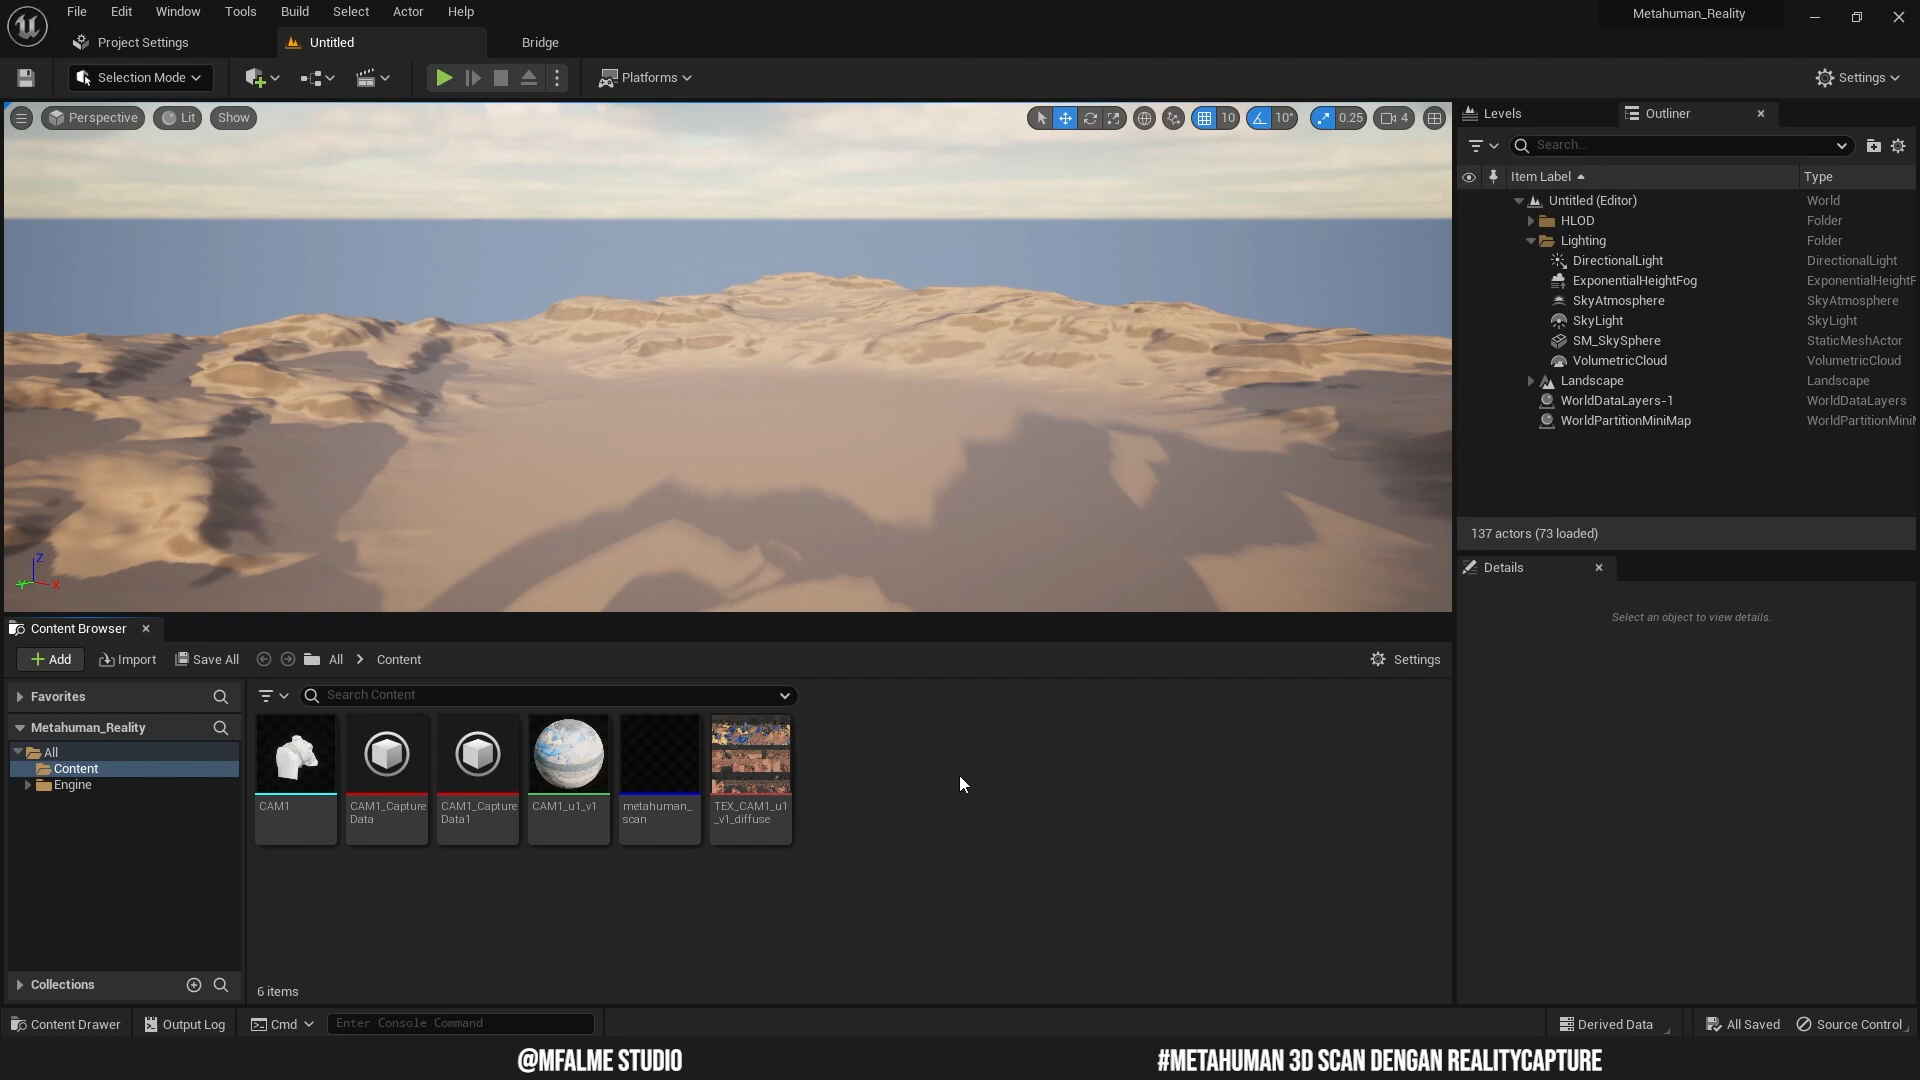 File Edit Window Tools Build Select Actor Help
Metahuman_Reality
Project Settings
Untitled
Bridge
Selection Mode
Platforms
Settings
Perspective
Lit
Show
10
10°
0.25
4
Levels
Outliner
Search...
Item Label
Type
Untitled (Editor) World
HLOD Folder
Lighting Folder
DirectionalLight DirectionalLight
ExponentialHeightFog ExponentialHeightF
SkyAtmosphere SkyAtmosphere
SkyLight SkyLight
SM_SkySphere StaticMeshActor
VolumetricCloud VolumetricCloud
Landscape Landscape
WorldDataLayers-1 WorldDataLayers
WorldPartitionMiniMap WorldPartitionMini
137 actors (73 loaded)
Z
Y
X
Details
Select an object to view details.
Content Browser
Add
Import
Save All
All
Content
Settings
Favorites
Search Content
Metahuman_Reality
All
Content
Engine
CAM1
CAM1_Capture
Data
CAM1_Capture
Data1
CAM1_u1_v1
metahuman_
scan
TEX_CAM1_u1
_v1_diffuse
Collections
6 items
Content Drawer
Output Log
Cmd
Enter Console Command
Derived Data
All Saved
Source Control
@MFALME STUDIO
#METAHUMAN 3D SCAN DENGAN REALITYCAPTURE